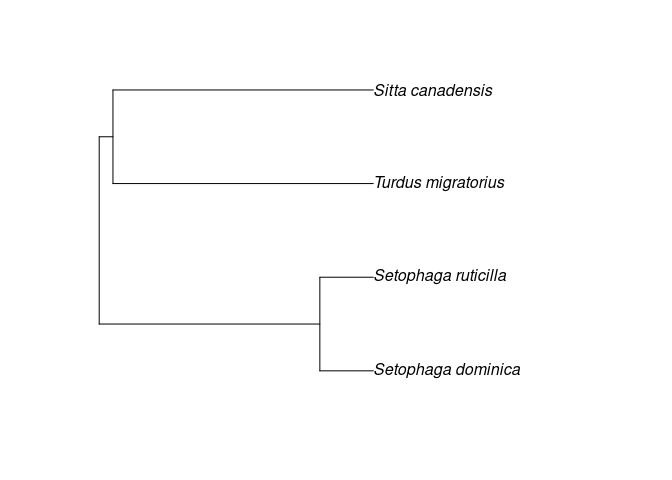 Sitta canadensis
Turdus migratorius
Setophaga ruticilla
Setophaga dominica